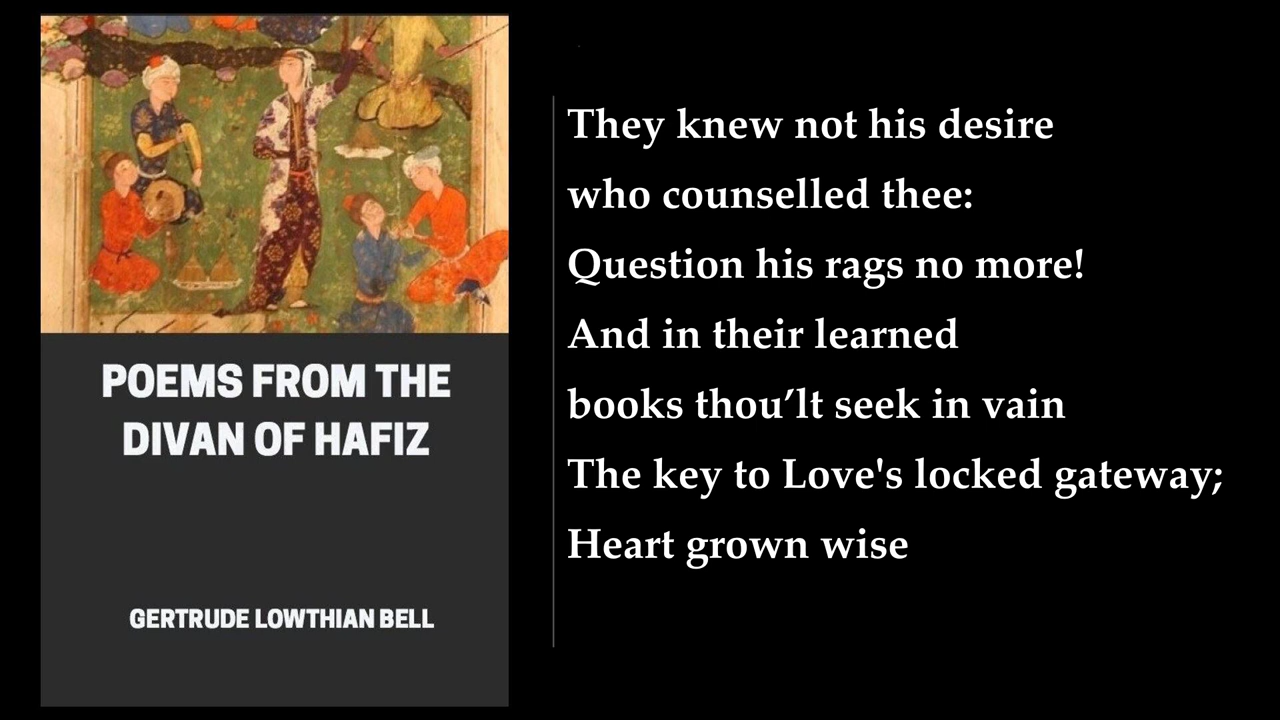 POEMS FROM THE
DIVAN OF HAFIZ
GERTRUDE LOWTHIAN BELL
They knew not his desire
who counselled thee:
Question his rags no more!
And in their learned
books thou’lt seek in vain
The key to Love's locked gateway;
Heart grown wise